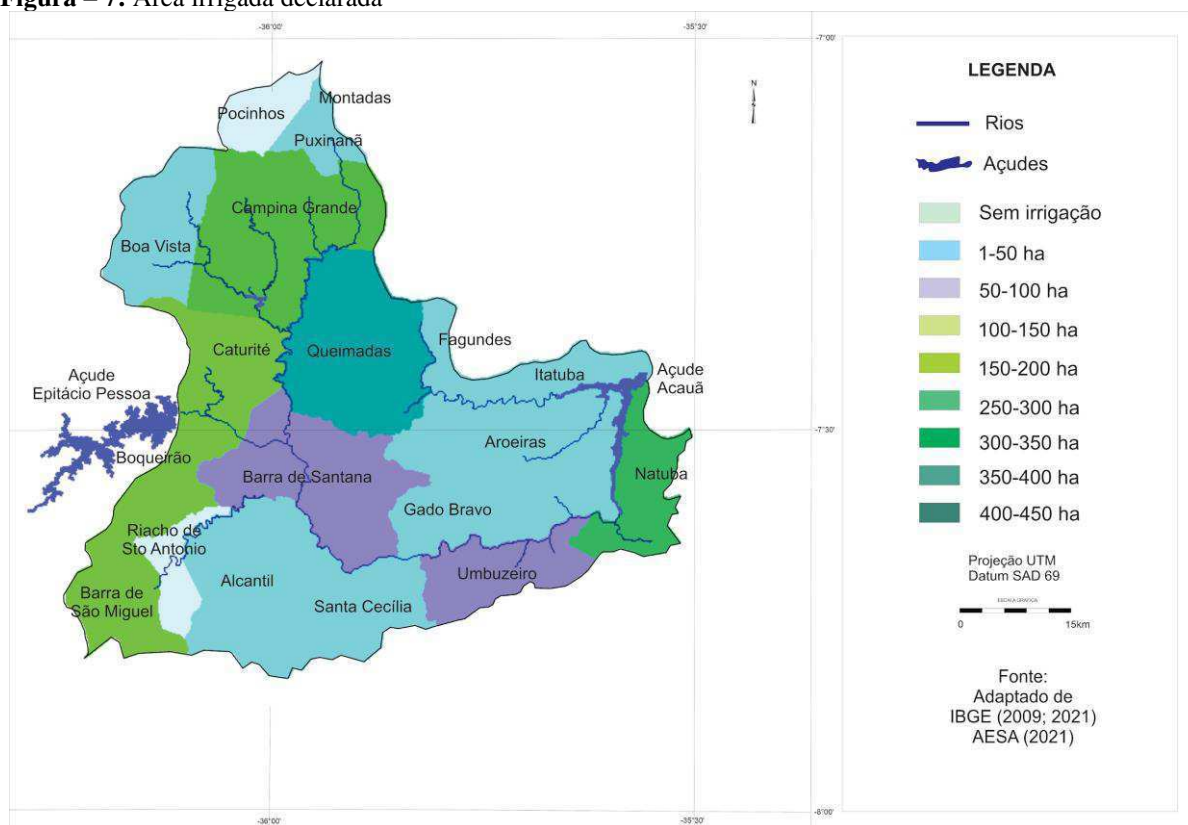 Figura – 7: Área irrigada declarada
-36°00'
-35°30'
-7°00'
N
Montadas
Pocinhos
Puxinanã
Campina Grande
Boa Vista
Fagundes
Caturité
Queimadas
Itatuba
Açude
Acauã
Açude
Epitácio Pessoa
-7°30'
Aroeiras
Boqueirão
Natuba
Barra de Santana
Gado Bravo
Riacho de
Sto Antonio
Umbuzeiro
Alcantil
Barra de
São Miguel
Santa Cecília
-8°00'
-36°00'
-35°30'
LEGENDA
Rios
Açudes
Sem irrigação
1-50 ha
50-100 ha
100-150 ha
150-200 ha
250-300 ha
300-350 ha
350-400 ha
400-450 ha
Projeção UTM
Datum SAD 69
ESCALA GRÁFICA
0 15km
Fonte:
Adaptado de
IBGE (2009; 2021)
AESA (2021)